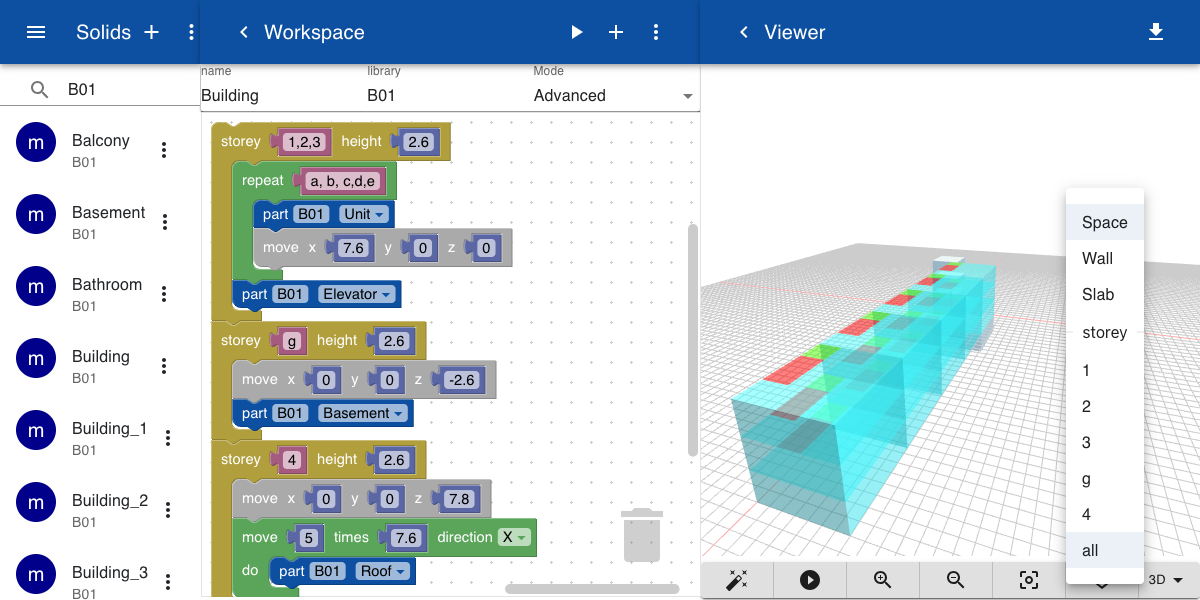 Solids
Workspace
Viewer
B01
name
library
Mode
Building
B01
Advanced
m
Balcony
B01
m
Basement
B01
m
Bathroom
B01
m
Building
B01
m
Building_1
B01
m
Building_2
B01
m
Building_3
B01
storey 1,2,3 height 2.6
repeat a, b, c,d,e
part B01 Unit
move x 7.6 y 0 z 0
part B01 Elevator
storey g height 2.6
move x 0 y 0 z -2.6
part B01 Basement
storey 4 height 2.6
move x 0 y 0 z 7.8
move 5 times 7.6 direction X
do part B01 Roof
Space
Wall
Slab
storey
1
2
3
g
4
all
3D